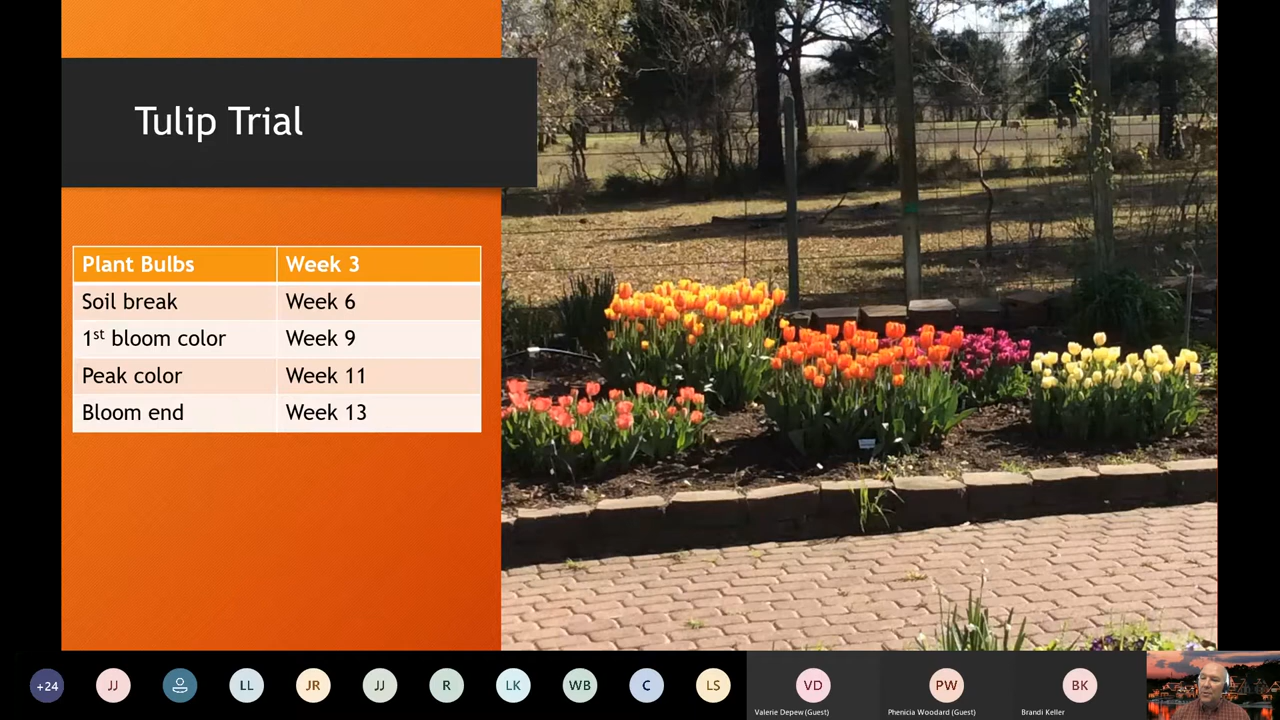 Tulip Trial
Plant Bulbs Week 3
Soil break Week 6
1st bloom color Week 9
Peak color Week 11
Bloom end Week 13
+24 JJ LL JR JJ R LK WB C LS VD PW BK
Valerie Depew (Guest) Phenicia Woodard (Guest) Brandi Keller